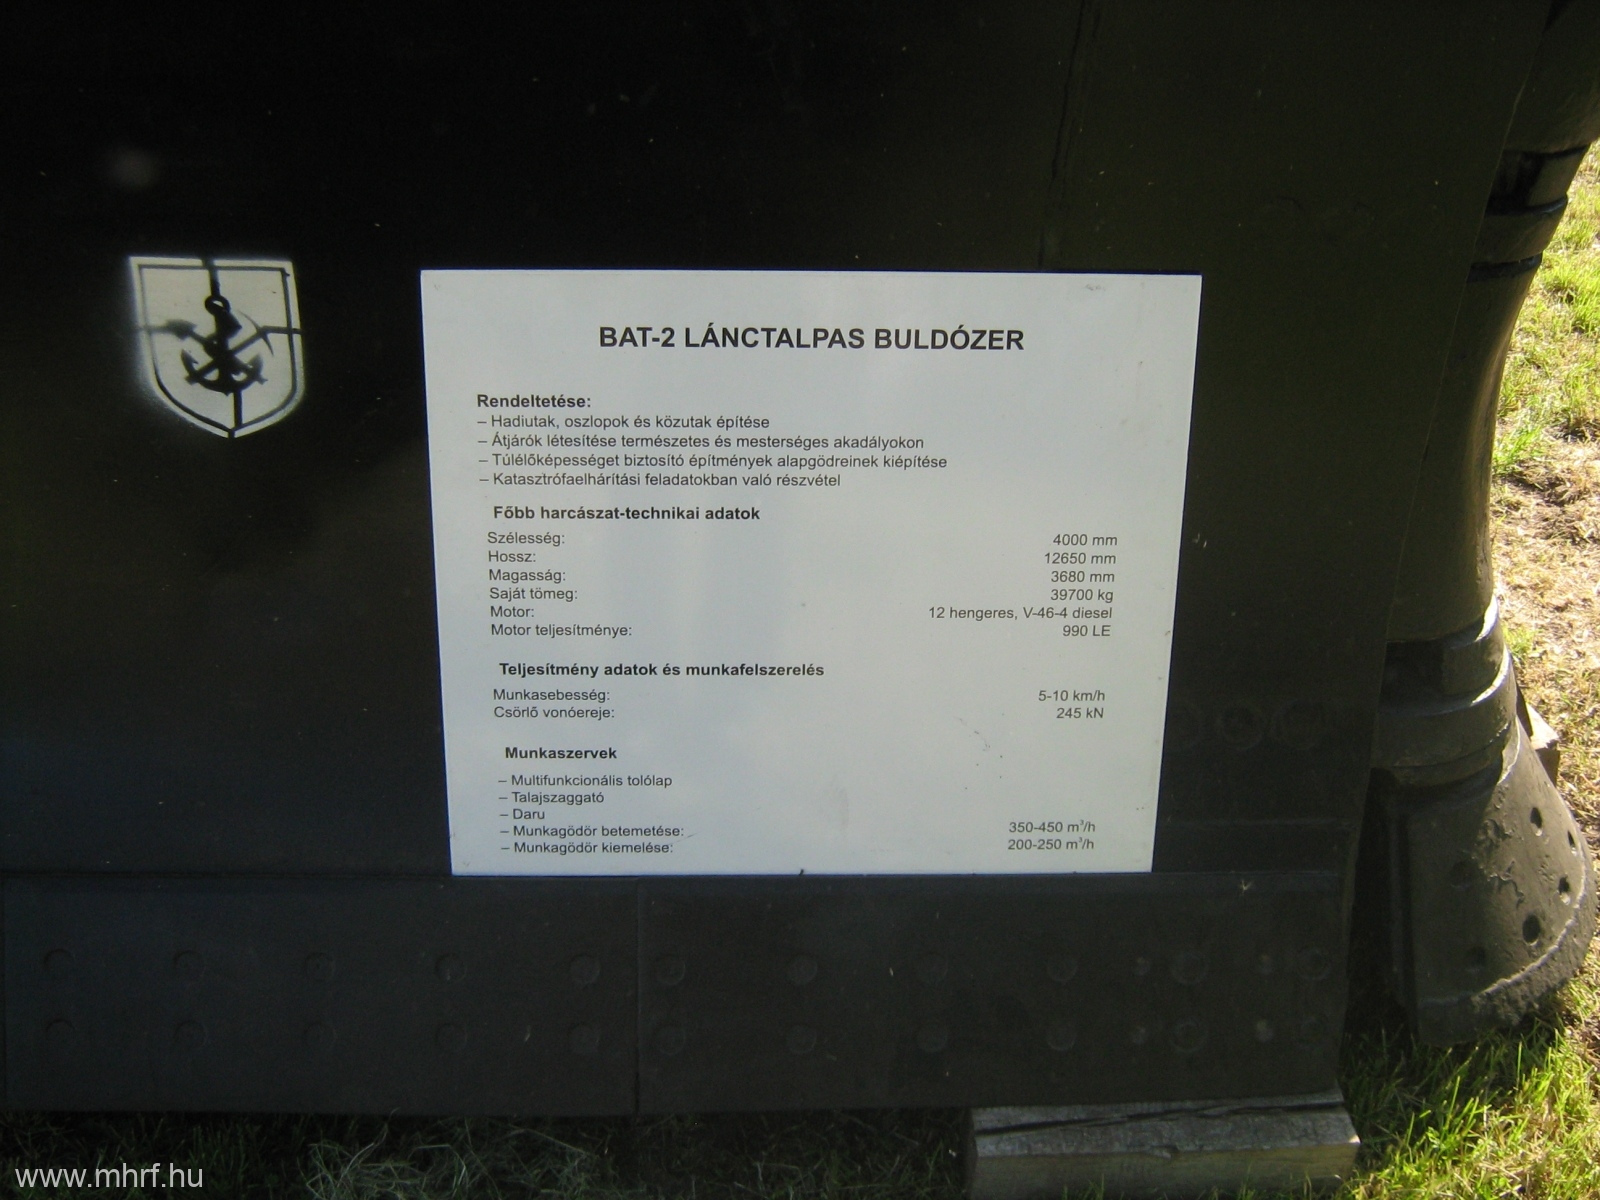 BAT-2 LÁNCTALPAS BULDÓZER
Rendeltetése:
– Hadiutak, oszlopok és közutak építése
– Átjárók létesítése természetes és mesterséges akadályokon
– Túlélőképességet biztosító építmények alapgödreinek kiépítése
– Katasztrófaelhárítási feladatokban való részvétel
Főbb harcászat-technikai adatok
Szélesség: 4000 mm
Hossz: 12650 mm
Magasság: 3680 mm
Saját tömeg: 39700 kg
Motor: 12 hengeres, V-46-4 diesel
Motor teljesítménye: 990 LE
Teljesítmény adatok és munkafelszerelés
Munkasebesség: 5-10 km/h
Csörlő vonóereje: 245 kN
Munkaszervek
– Multifunkcionális tolólap
– Talajszaggató
– Daru
– Munkagödör betemetése: 350-450 m³/h
– Munkagödör kiemelése: 200-250 m³/h
www.mhrf.hu